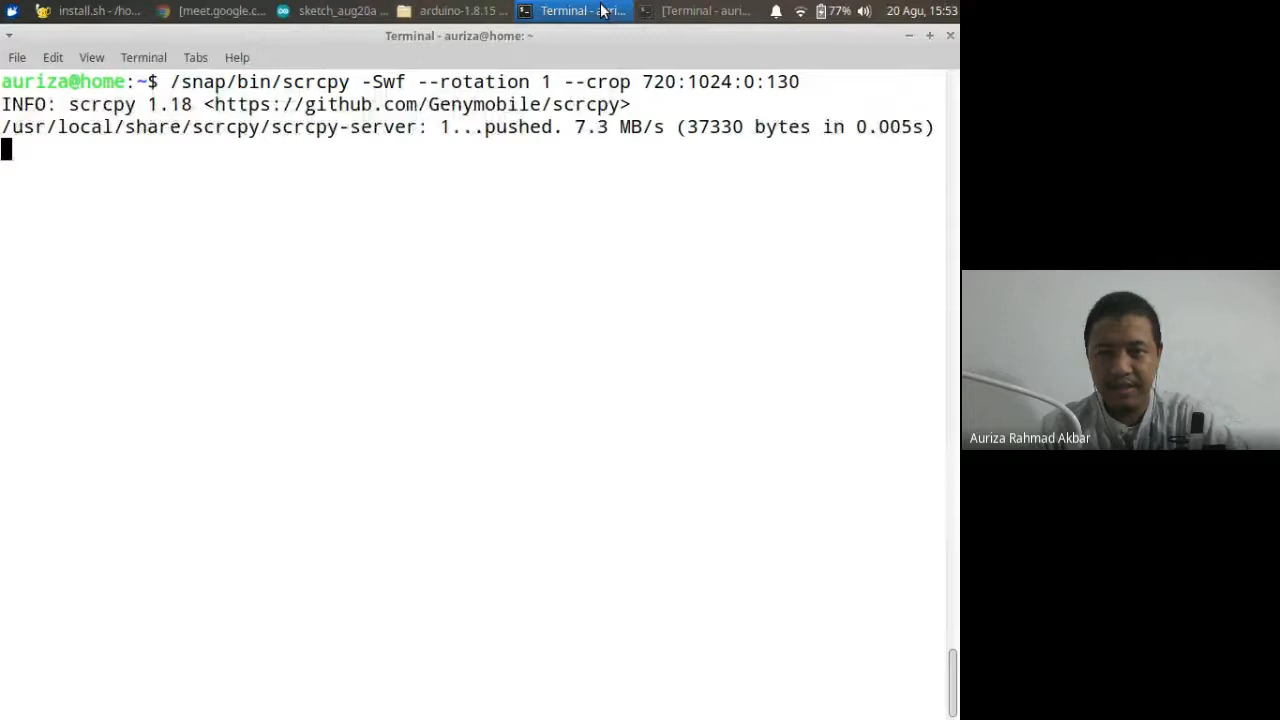 install.sh - /ho...
[meet.google.c...
sketch_aug20a ...
arduino-1.8.15 ...
Terminal - auri...
[Terminal - auri...
77%
20 Agu, 15:53
Terminal - auriza@home: ~
File Edit View Terminal Tabs Help
auriza@home:~$ /snap/bin/scrcpy -Swf --rotation 1 --crop 720:1024:0:130
INFO: scrcpy 1.18 <https://github.com/Genymobile/scrcpy>
/usr/local/share/scrcpy/scrcpy-server: 1...pushed. 7.3 MB/s (37330 bytes in 0.005s)
Auriza Rahmad Akbar